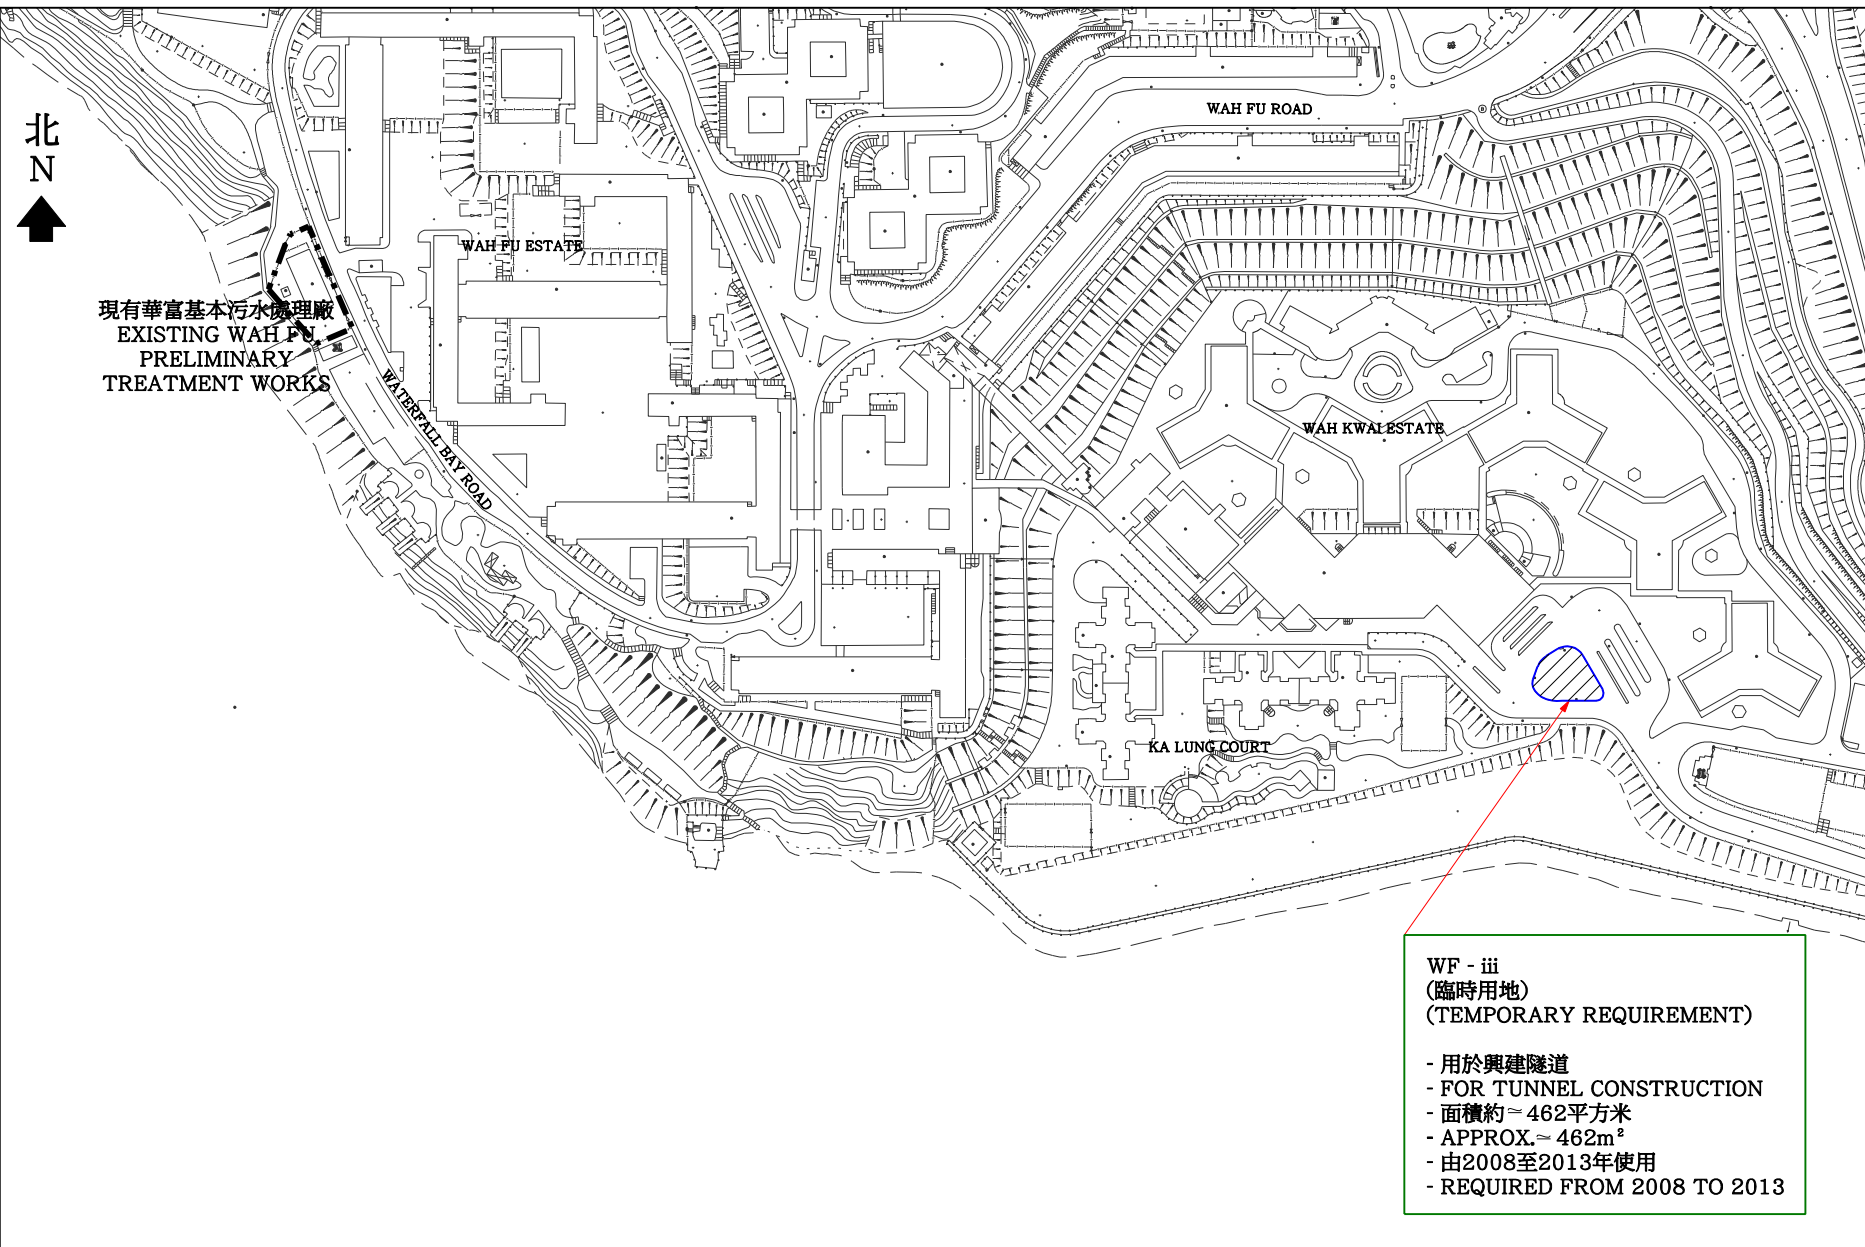 WAH FU ROAD
北
N
WAH FU ESTATE
現有華富基本污水處理廠
EXISTING WAH FU
PRELIMINARY
TREATMENT WORKS
WATERFALL BAY ROAD
WAH KWAI ESTATE
KA LUNG COURT
WF - iii
(臨時用地)
(TEMPORARY REQUIREMENT)
- 用於興建隧道
- FOR TUNNEL CONSTRUCTION
- 面積約≃462平方米
- APPROX.≃ 462m²
- 由2008至2013年使用
- REQUIRED FROM 2008 TO 2013